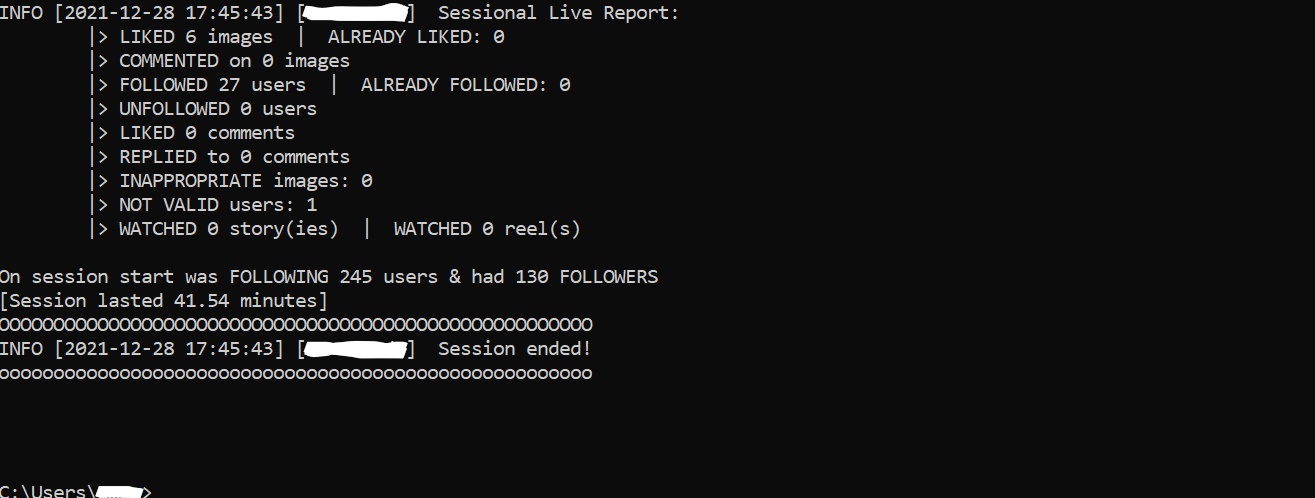 INFO [2021-12-28 17:45:43] [ ]  Sessional Live Report:
|> LIKED 6 images  |  ALREADY LIKED: 0
|> COMMENTED on 0 images
|> FOLLOWED 27 users  |  ALREADY FOLLOWED: 0
|> UNFOLLOWED 0 users
|> LIKED 0 comments
|> REPLIED to 0 comments
|> INAPPROPRIATE images: 0
|> NOT VALID users: 1
|> WATCHED 0 story(ies)  |  WATCHED 0 reel(s)
On session start was FOLLOWING 245 users & had 130 FOLLOWERS
[Session lasted 41.54 minutes]
OOOOOOOOOOOOOOOOOOOOOOOOOOOOOOOOOOOOOOOOOOOOOOOOOOOOOO
INFO [2021-12-28 17:45:43] [ ]  Session ended!
oooooooooooooooooooooooooooooooooooooooooooooooooooooo
C:\Users\ >